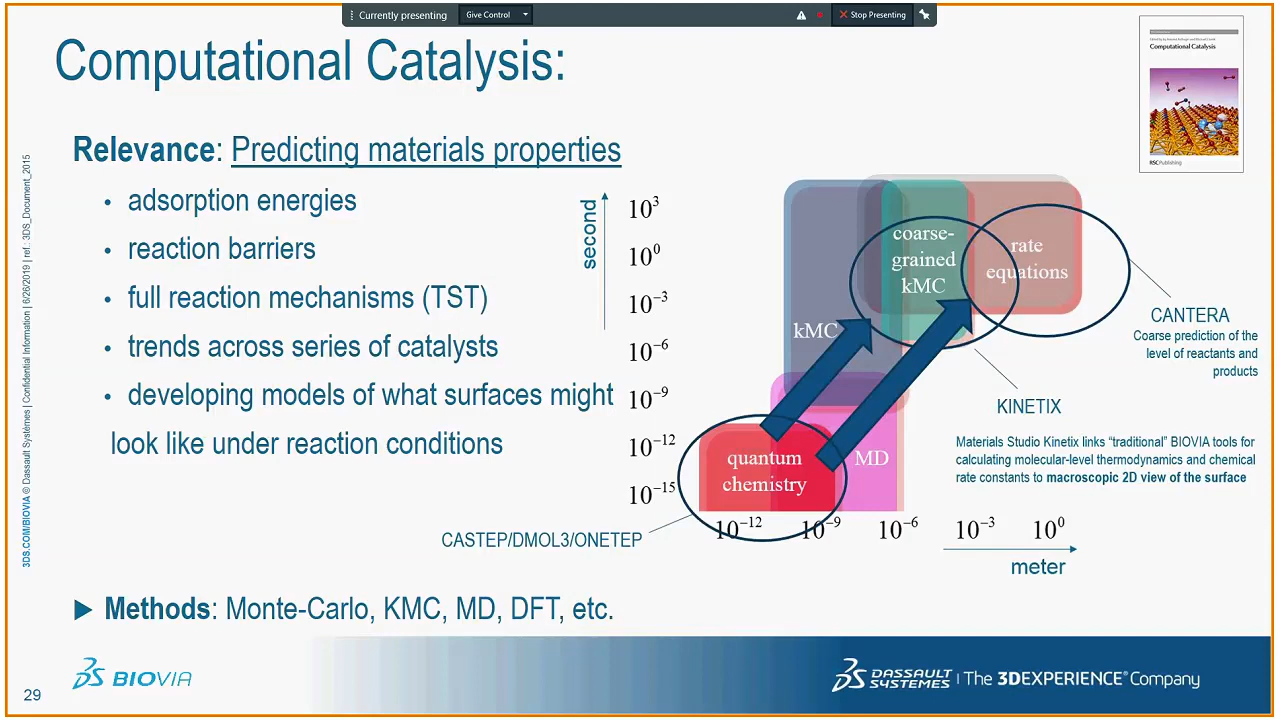 Currently presenting
Give Control
Stop Presenting
Computational Catalysis:
Computational Catalysis
RSCPublishing
Relevance: Predicting materials properties
• adsorption energies
• reaction barriers
• full reaction mechanisms (TST)
• trends across series of catalysts
• developing models of what surfaces might
look like under reaction conditions
second
10³
10⁰
10⁻³
10⁻⁶
10⁻⁹
10⁻¹²
10⁻¹⁵
coarse-
grained
kMC
rate
equations
kMC
quantum
chemistry
MD
10⁻¹²
10⁻⁹
10⁻⁶
10⁻³
10⁰
meter
CANTERA
Coarse prediction of the
level of reactants and
products
KINETIX
Materials Studio Kinetix links “traditional” BIOVIA tools for
calculating molecular-level thermodynamics and chemical
rate constants to macroscopic 2D view of the surface
CASTEP/DMOL3/ONETEP
▶ Methods: Monte-Carlo, KMC, MD, DFT, etc.
3DS.COM/BIOVIA © Dassault Systèmes | Confidential Information | 6/28/2019 | ref.: 3DS_Document_2015
29
BIOVIA
DASSAULT
SYSTEMES | The 3DEXPERIENCE® Company